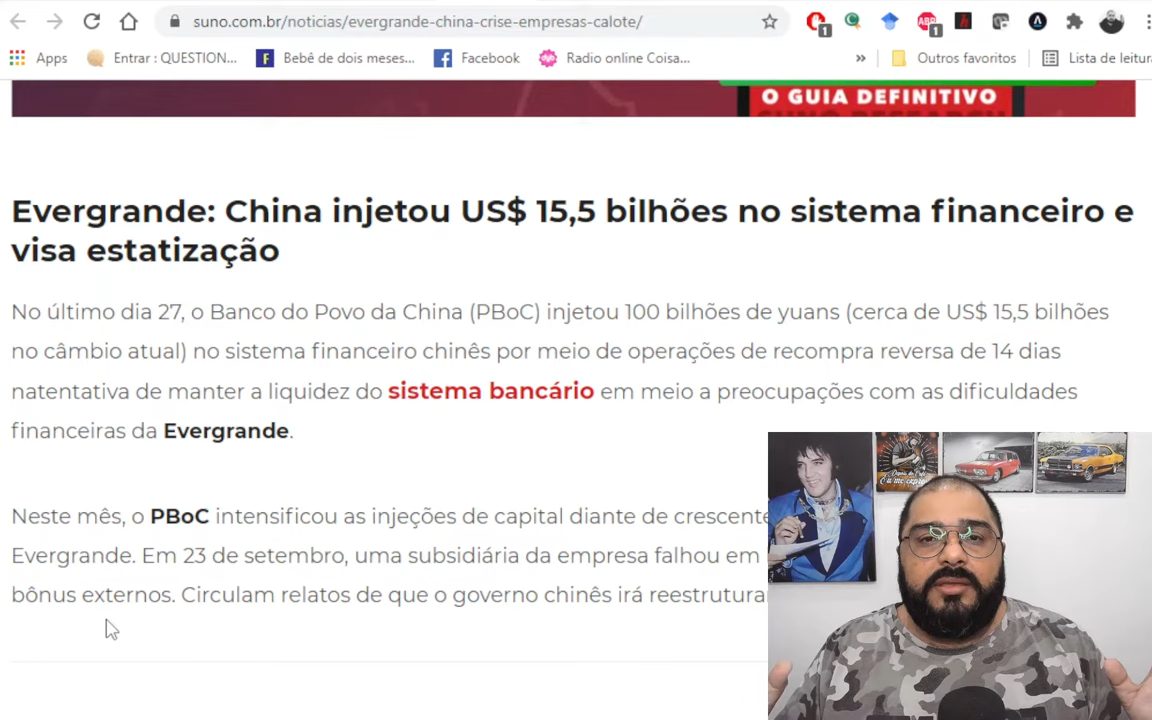 suno.com.br/noticias/evergrande-china-crise-empresas-calote/
1
ABP
1
Apps
Entrar : QUESTION...
Bebê de dois meses...
Facebook
Radio online Coisa...
»
Outros favoritos
Lista de leitura
O GUIA DEFINITIVO
SUNO RESEARCH
Evergrande: China injetou US$ 15,5 bilhões no sistema financeiro e
visa estatização
No último dia 27, o Banco do Povo da China (PBoC) injetou 100 bilhões de yuans (cerca de US$ 15,5 bilhões
no câmbio atual) no sistema financeiro chinês por meio de operações de recompra reversa de 14 dias
natentativa de manter a liquidez do sistema bancário em meio a preocupações com as dificuldades
financeiras da Evergrande.
Neste mês, o PBoC intensificou as injeções de capital diante de crescente
Evergrande. Em 23 de setembro, uma subsidiária da empresa falhou em
bônus externos. Circulam relatos de que o governo chinês irá reestrutura